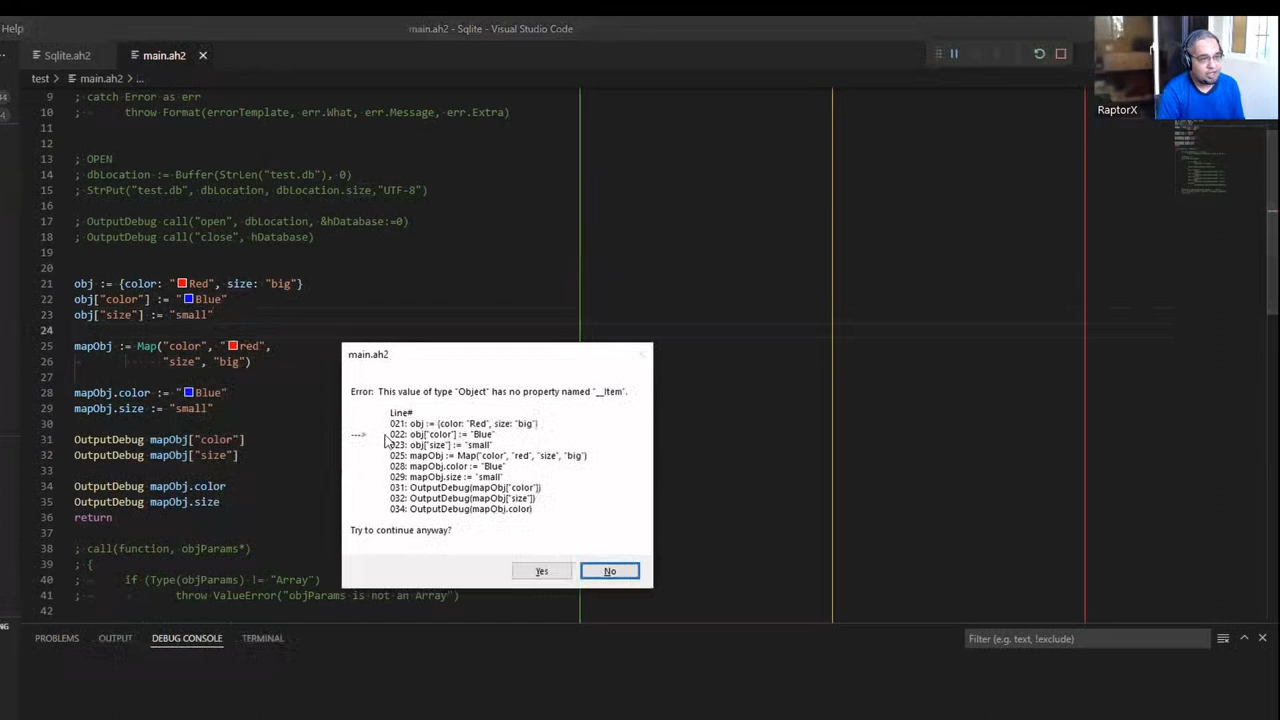 Help
main.ah2 - Sqlite - Visual Studio Code
Sqlite.ah2
main.ah2
test > main.ah2 > ...
RaptorX
9 ; catch Error as err
10 ; throw Format(errorTemplate, err.What, err.Message, err.Extra)
11
12
13 ; OPEN
14 ; dbLocation := Buffer(StrLen("test.db"), 0)
15 ; StrPut("test.db", dbLocation, dbLocation.size,"UTF-8")
16
17 ; OutputDebug call("open", dbLocation, &hDatabase:=0)
18 ; OutputDebug call("close", hDatabase)
19
20
21 obj := {color: "Red", size: "big"}
22 obj["color"] := "Blue"
23 obj["size"] := "small"
24
25 mapObj := Map("color", "red",
26 "size", "big")
27
28 mapObj.color := "Blue"
29 mapObj.size := "small"
30
31 OutputDebug mapObj["color"]
32 OutputDebug mapObj["size"]
33
34 OutputDebug mapObj.color
35 OutputDebug mapObj.size
36 return
37
38 ; call(function, objParams*)
39 ; {
40 ; if (Type(objParams) != "Array")
41 ; throw ValueError("objParams is not an Array")
42
main.ah2
Error: This value of type "Object" has no property named "__Item".
Line#
021: obj := {color: "Red", size: "big"}
---> 022: obj["color"] := "Blue"
023: obj["size"] := "small"
025: mapObj := Map("color", "red", "size", "big")
028: mapObj.color := "Blue"
029: mapObj.size := "small"
031: OutputDebug(mapObj["color"])
032: OutputDebug(mapObj["size"])
034: OutputDebug(mapObj.color)
Try to continue anyway?
Yes
No
PROBLEMS
OUTPUT
DEBUG CONSOLE
TERMINAL
Filter (e.g. text, !exclude)